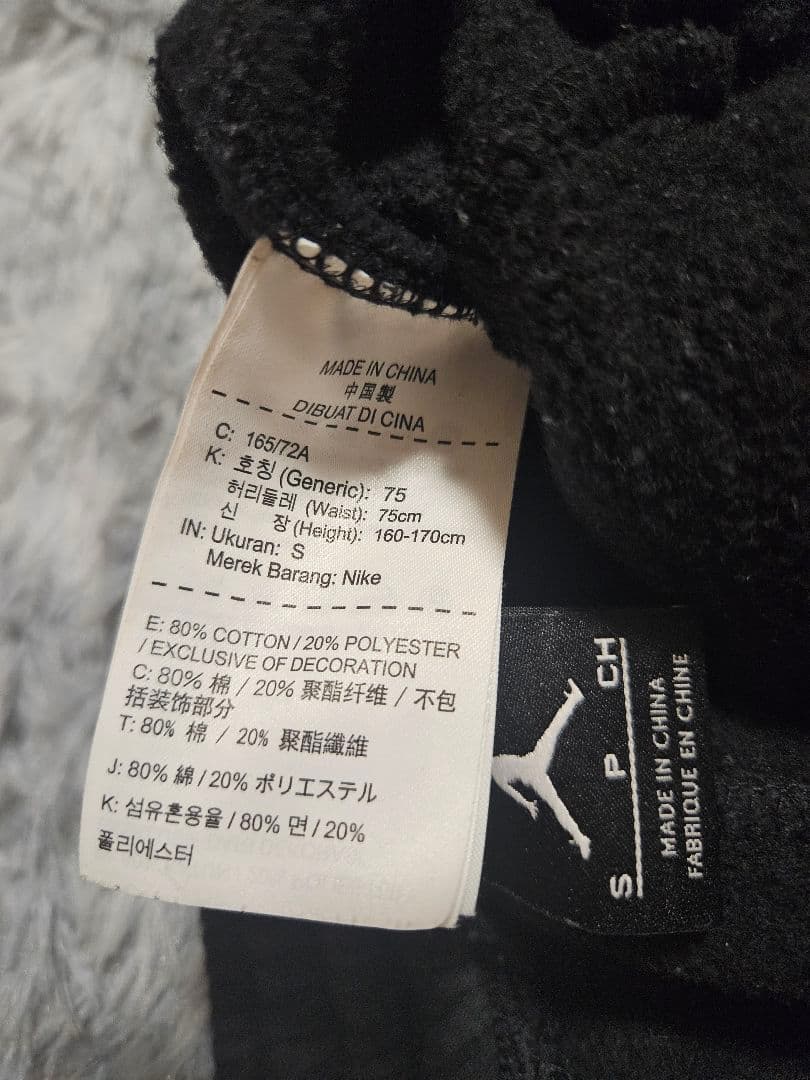 MADE IN CHINA
中国製
DIBUAT DI CINA
C: 165/72A
K: 호칭 (Generic): 75
허리둘레 (Waist): 75cm
신 장 (Height): 160-170cm
IN: Ukuran: S
Merek Barang: Nike
E: 80% COTTON / 20% POLYESTER
/ EXCLUSIVE OF DECORATION
C: 80% 棉 / 20% 聚酯纤维 / 不包
括装饰部分
T: 80% 棉 / 20% 聚酯纖維
J: 80% 綿 / 20% ポリエステル
K: 섬유혼용율 / 80% 면 / 20%
폴리에스터
S P CH
MADE IN CHINA
FABRIQUE EN CHINE